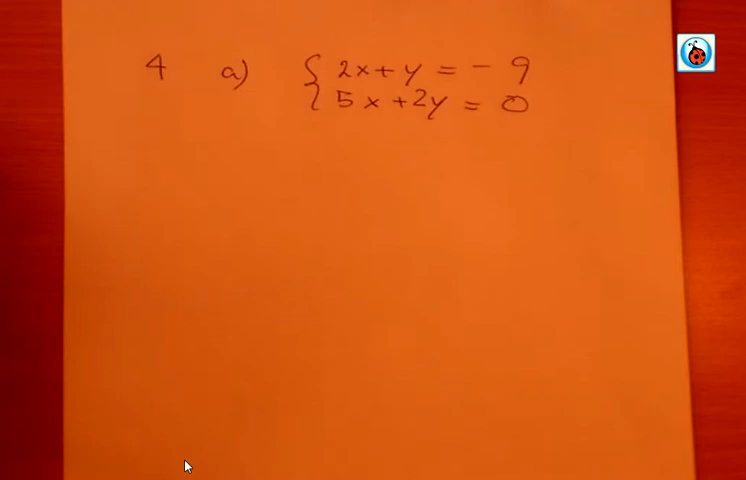 4 a) { 2x + y = - 9
5x + 2y = 0